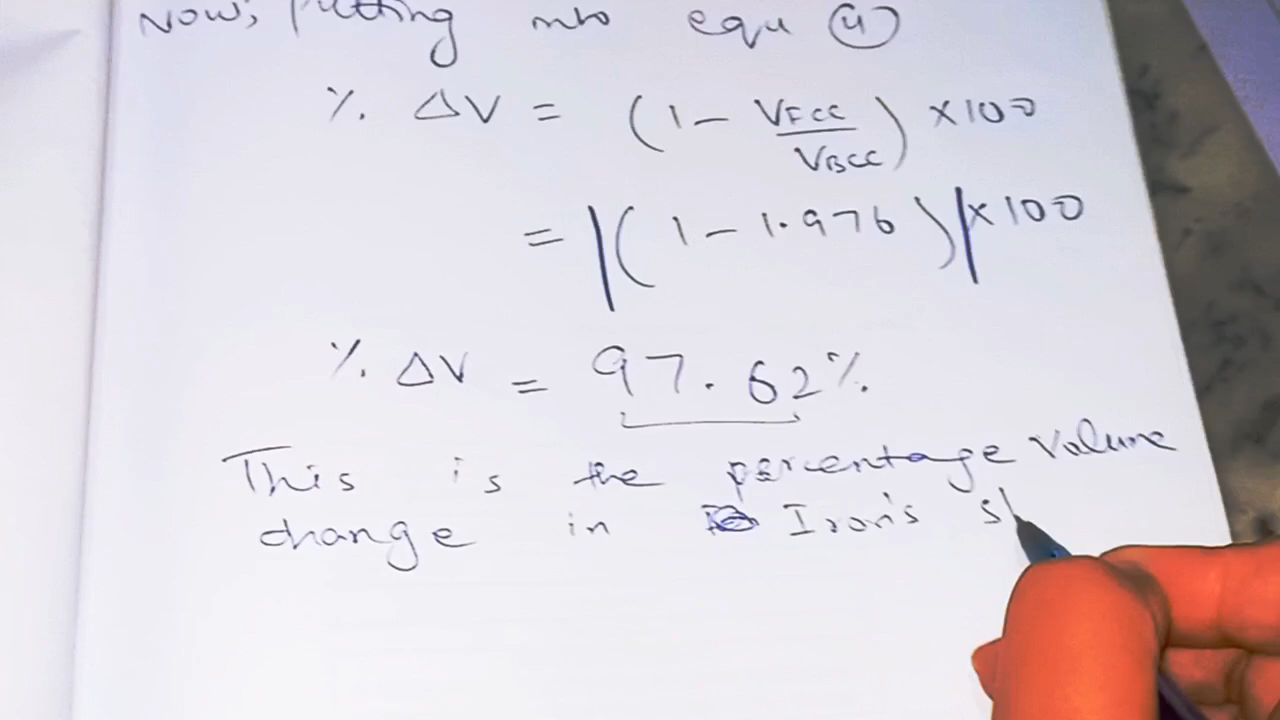 Now, putting into equ (4)
% ΔV = (1 - VFCC/VBCC) × 100
= |(1 - 1.976)| × 100
% ΔV = 97.62%
This is the percentage volume
change in Iron's